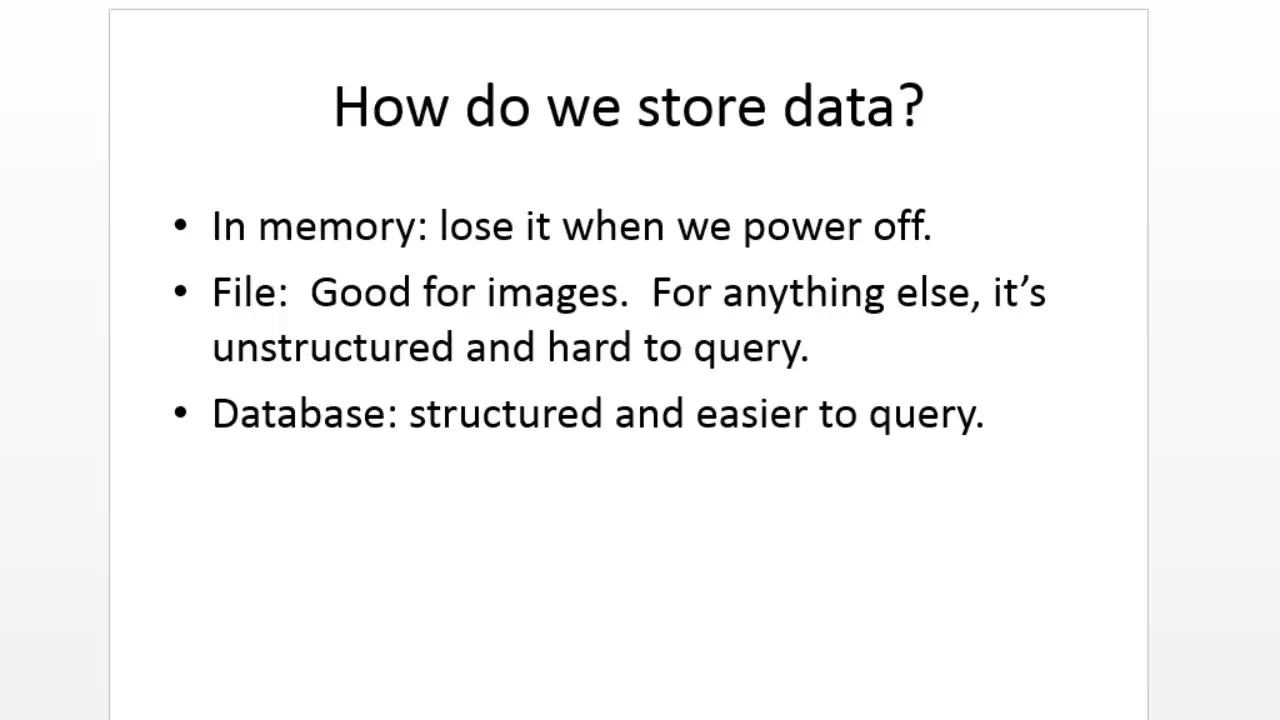 How do we store data?
• In memory: lose it when we power off.
• File:  Good for images.  For anything else, it’s
unstructured and hard to query.
• Database: structured and easier to query.